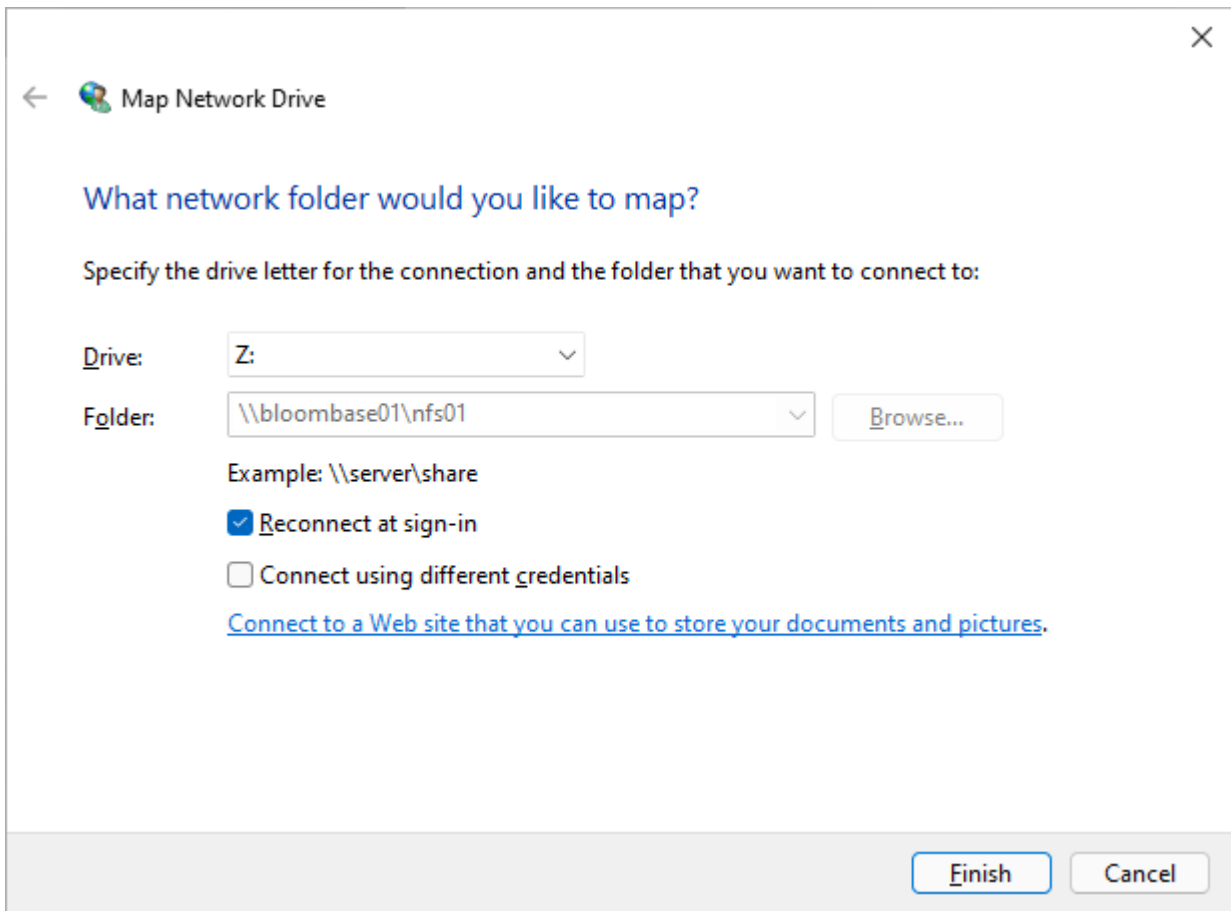 Map Network Drive
What network folder would you like to map?
Specify the drive letter for the connection and the folder that you want to connect to:
Drive: Z:
Folder: \\bloombase01\nfs01 Browse...
Example: \\server\share
Reconnect at sign-in
Connect using different credentials
Connect to a Web site that you can use to store your documents and pictures.
Finish Cancel